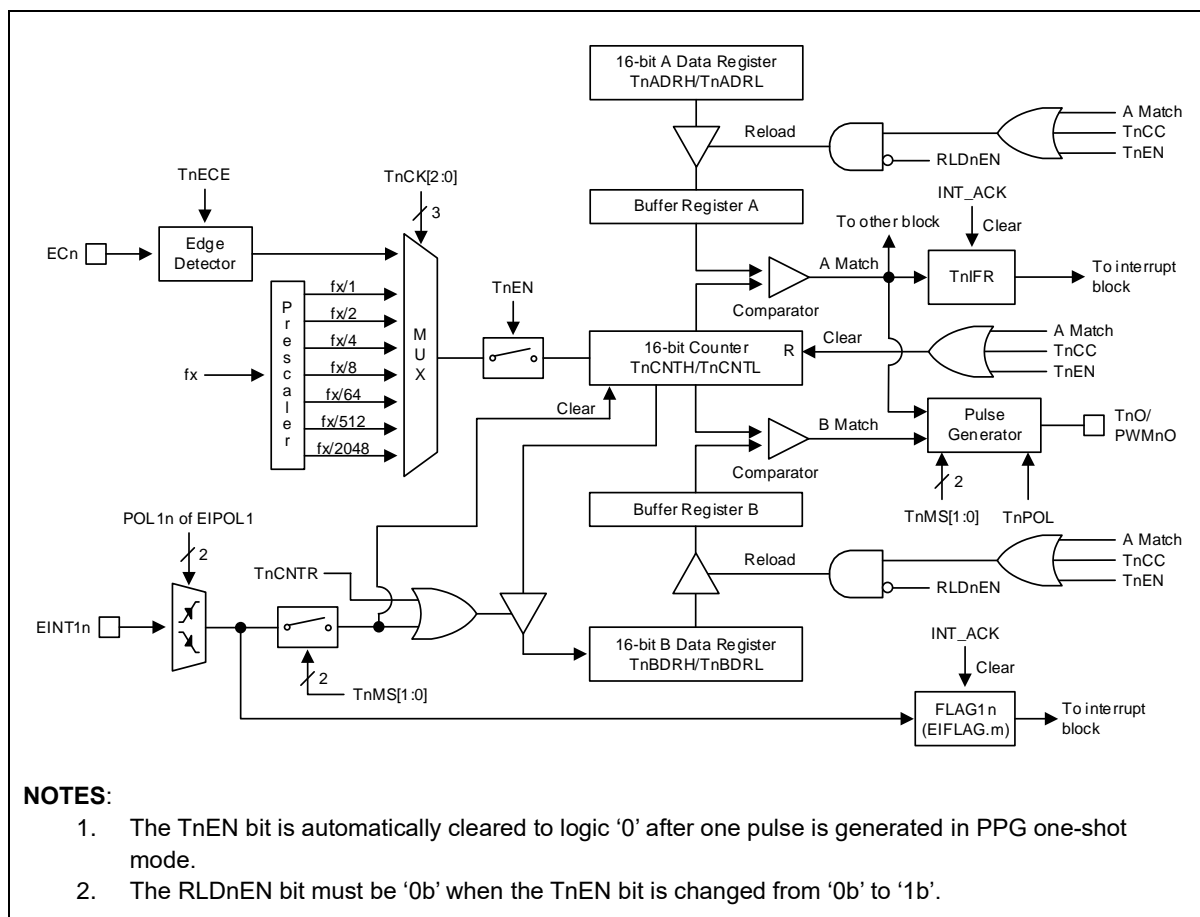 16-bit A Data Register
TnADRH/TnADRL
Reload
A Match
TnCC
TnEN
RLDnEN
TnECE
TnCK[2:0]
3
Buffer Register A
INT_ACK
Clear
To other block
ECn
Edge
Detector
A Match
TnIFR
To interrupt
block
Comparator
Prescaler
fx/1
fx/2
fx/4
fx/8
fx/64
fx/512
fx/2048
fx
MUX
TnEN
16-bit Counter
TnCNTH/TnCNTL
R
Clear
A Match
TnCC
TnEN
Clear
B Match
Comparator
Pulse
Generator
TnO/
PWMnO
2
TnMS[1:0]
TnPOL
Buffer Register B
POL1n of EIPOL1
2
Reload
A Match
TnCC
TnEN
RLDnEN
TnCNTR
EINT1n
2
TnMS[1:0]
16-bit B Data Register
TnBDRH/TnBDRL
INT_ACK
Clear
FLAG1n
(EIFLAG.m)
To interrupt
block
NOTES:
1. The TnEN bit is automatically cleared to logic ‘0’ after one pulse is generated in PPG one-shot
mode.
2. The RLDnEN bit must be ‘0b’ when the TnEN bit is changed from ‘0b’ to ‘1b’.